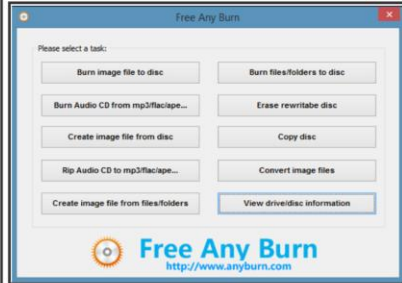 Free Any Burn
Please select a task:
Burn image file to disc
Burn files/folders to disc
Burn Audio CD from mp3/flac/ape...
Erase rewritabe disc
Create image file from disc
Copy disc
Rip Audio CD to mp3/flac/ape...
Convert image files
Create image file from files/folders
View drive/disc information
Free Any Burn
http://www.anyburn.com